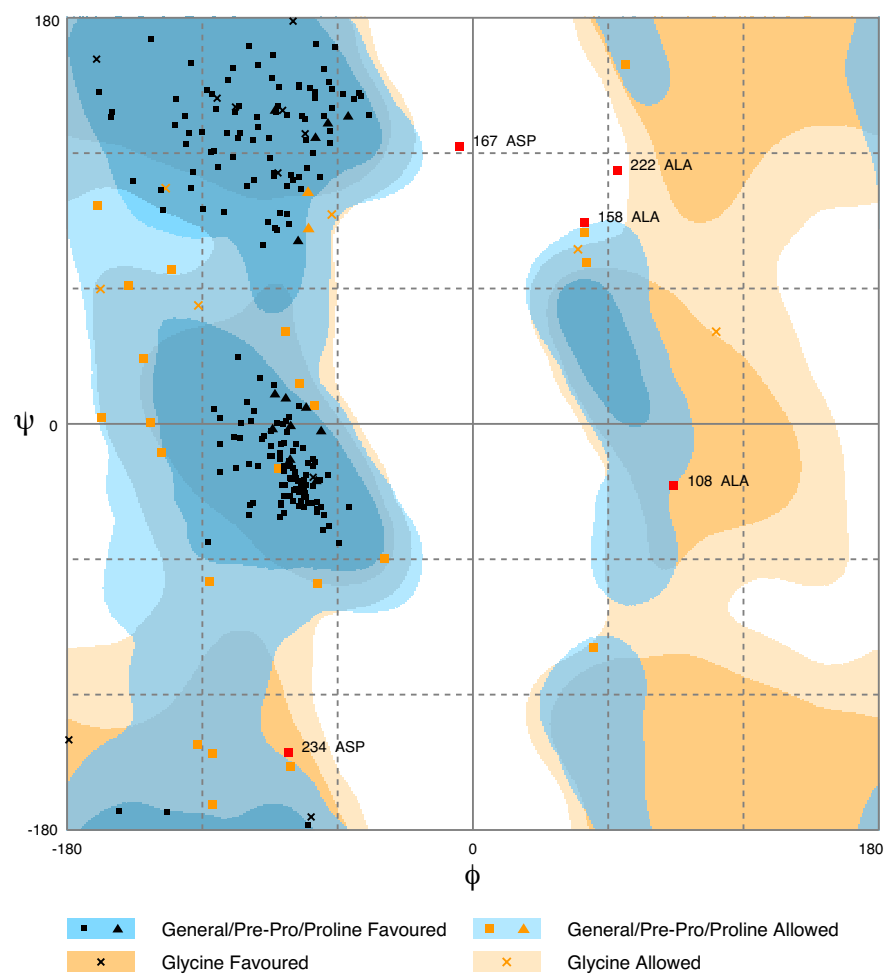 180
167 ASP
222 ALA
158 ALA
ψ
0
108 ALA
234 ASP
-180
-180
0
180
ϕ
General/Pre-Pro/Proline Favoured
General/Pre-Pro/Proline Allowed
Glycine Favoured
Glycine Allowed